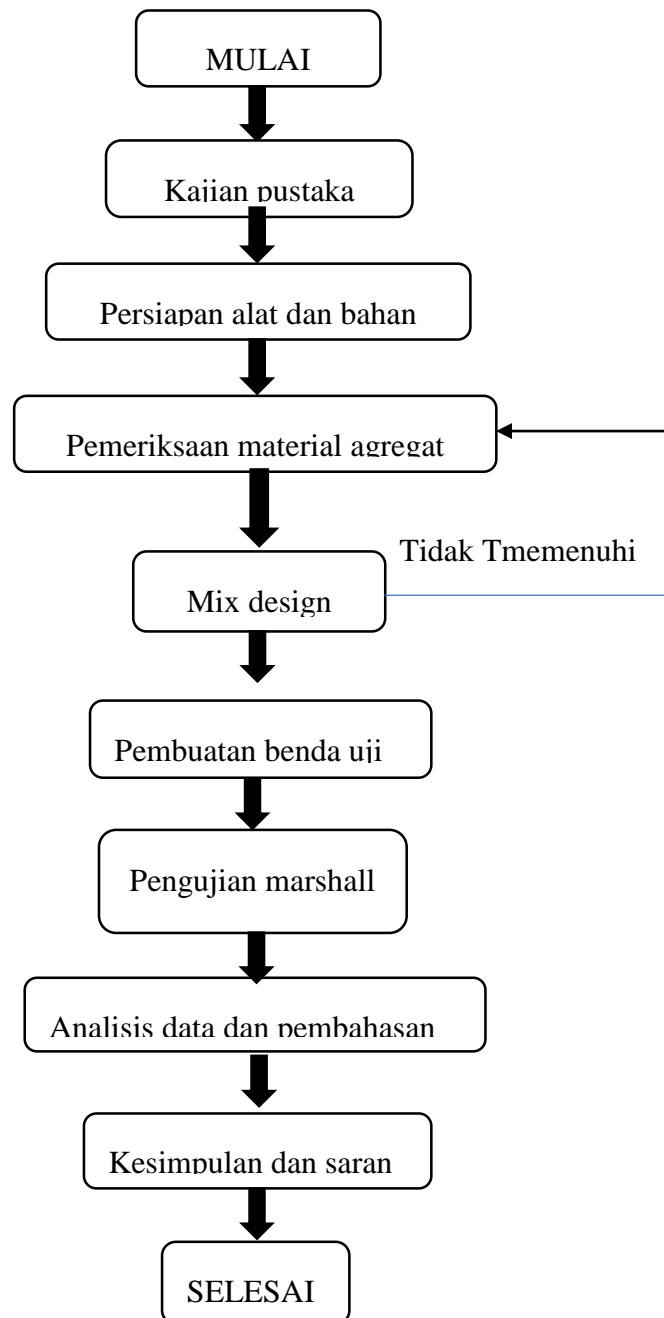 MULAI
Kajian pustaka
Persiapan alat dan bahan
Pemeriksaan material agregat
Tidak Tmemenuhi
Mix design
Pembuatan benda uji
Pengujian marshall
Analisis data dan pembahasan
Kesimpulan dan saran
SELESAI